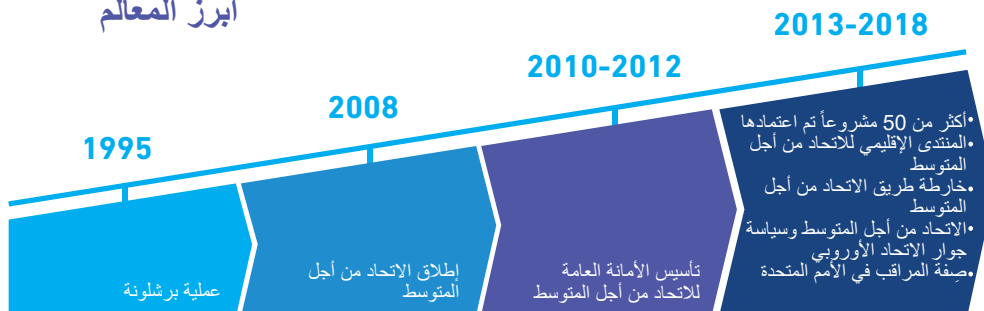 أبرز المعالم
1995
عملية برشلونة
2008
إطلاق الاتحاد من أجل
المتوسط
2010-2012
تأسيس الأمانة العامة
للاتحاد من أجل المتوسط
2013-2018
•أكثر من 50 مشروعاً تم اعتمادها
•المنتدى الإقليمي للاتحاد من أجل
المتوسط
•خارطة طريق الاتحاد من أجل
المتوسط
•الاتحاد من أجل المتوسط وسياسة
جوار الاتحاد الأوروبي
•صِفة المراقب في الأمم المتحدة